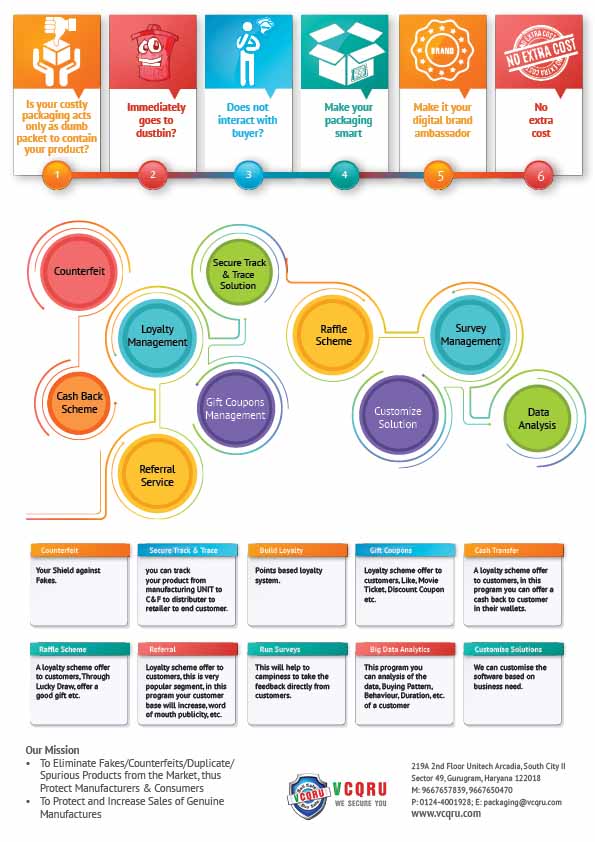 BRAND
NO EXTRA COST
NO EXTRA COST
EXTRA COST
VCQRU
Is your costly
packaging acts
only as dumb
packet to contain
your product?
Immediately
goes to
dustbin?
Does not
interact with
buyer?
Make your
packaging
smart
Make it your
digital brand
ambassador
No
extra
cost
1
2
3
4
5
6
Counterfeit
Secure Track
& Trace
Solution
Loyalty
Management
Raffle
Scheme
Survey
Management
Cash Back
Scheme
Gift Coupons
Management
Customize
Solution
Data
Analysis
Referral
Service
Counterfeit
Your Shield against
Fakes.
Secure Track & Trace
you can track
your product from
manufacturing UNIT to
C&F to distributer to
retailer to end customer.
Build Loyalty
Points based loyalty
system.
Gift Coupons
Loyalty scheme offer to
customers, Like, Movie
Ticket, Discount Coupon
etc.
Cash Transfer
A loyalty scheme offer
to customers, in this
program you can offer a
cash back to customer
in their wallets.
Raffle Scheme
A loyalty scheme offer
to customers, Through
Lucky Draw, offer a
good gift etc.
Referral
Loyalty scheme offer to
customers, this is very
popular segment, in this
program your customer
base will increase, word
of mouth publicity, etc.
Run Surveys
This will help to
campiness to take the
feedback directly from
customers.
Big Data Analytics
This program you
can analysis of the
data, Buying Pattern,
Behaviour, Duration, etc.
of a customer
Customise Solutions
We can customise the
software based on
business need.
Our Mission
• To Eliminate Fakes/Counterfeits/Duplicate/
Spurious Products from the Market, thus
Protect Manufacturers & Consumers
• To Protect and Increase Sales of Genuine
Manufactures
VCQRU
VCQRU
WE SECURE YOU
219A 2nd Floor Unitech Arcadia, South City II
Sector 49, Gurugram, Haryana 122018
M: 9667657839, 9667650470
P: 0124-4001928; E: packaging@vcqru.com
www.vcqru.com